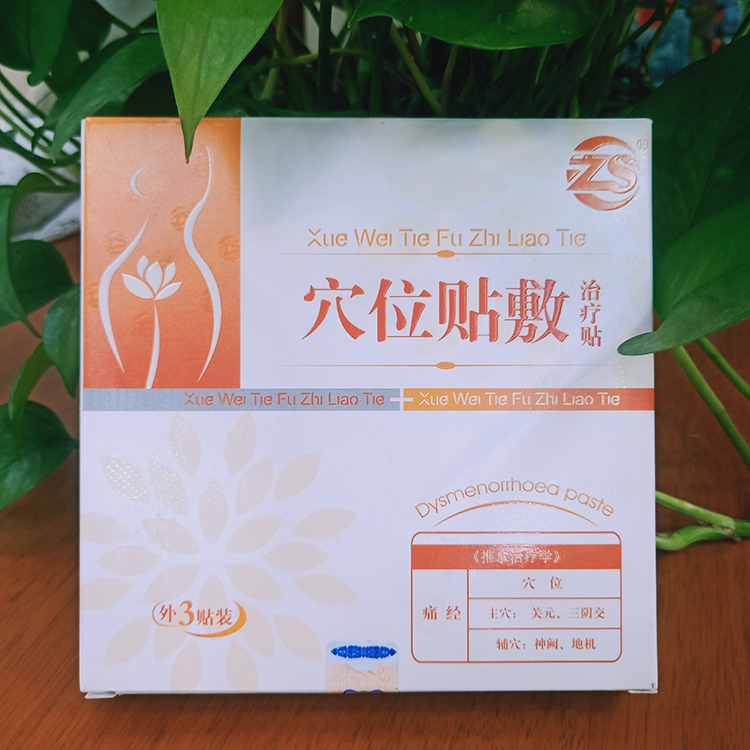 ZS®
Xue Wei Tie Fu Zhi Liao Tie
穴位贴敷 治疗贴
Xue Wei Tie Fu Zhi Liao Tie
Xue Wei Tie Fu Zhi Liao Tie
Dysmenorrhoea paste
《推拿治疗学》
痛经
穴位
主穴：关元、三阴交
辅穴：神阙、地机
外3贴装